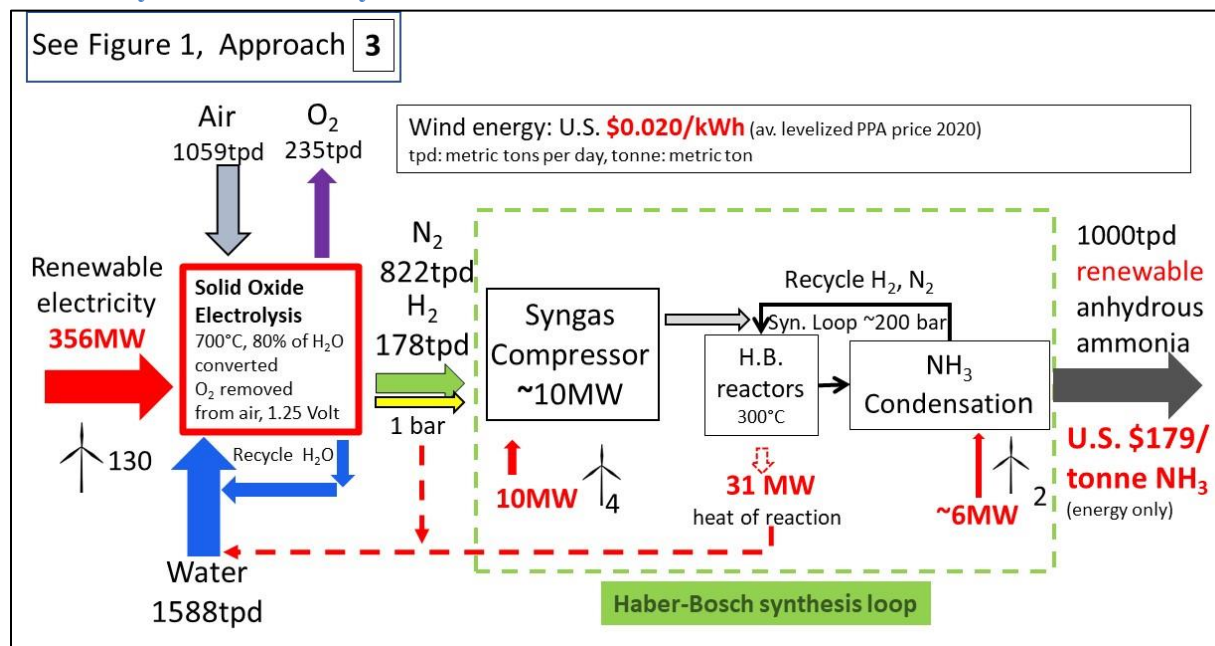 See Figure 1, Approach 3
Air
1059tpd
O2
235tpd
Wind energy: U.S. $0.020/kWh (av. levelized PPA price 2020)
tpd: metric tons per day, tonne: metric ton
Renewable
electricity
356MW
130
Solid Oxide
Electrolysis
700°C, 80% of H2O
converted
O2 removed
from air, 1.25 Volt
Recycle H2O
Water
1588tpd
N2
822tpd
H2
178tpd
1 bar
Syngas
Compressor
~10MW
10MW
4
Recycle H2, N2
Syn. Loop ~200 bar
H.B.
reactors
300°C
31 MW
heat of reaction
NH3
Condensation
~6MW
2
Haber-Bosch synthesis loop
1000tpd
renewable
anhydrous
ammonia
U.S. $179/
tonne NH3
(energy only)